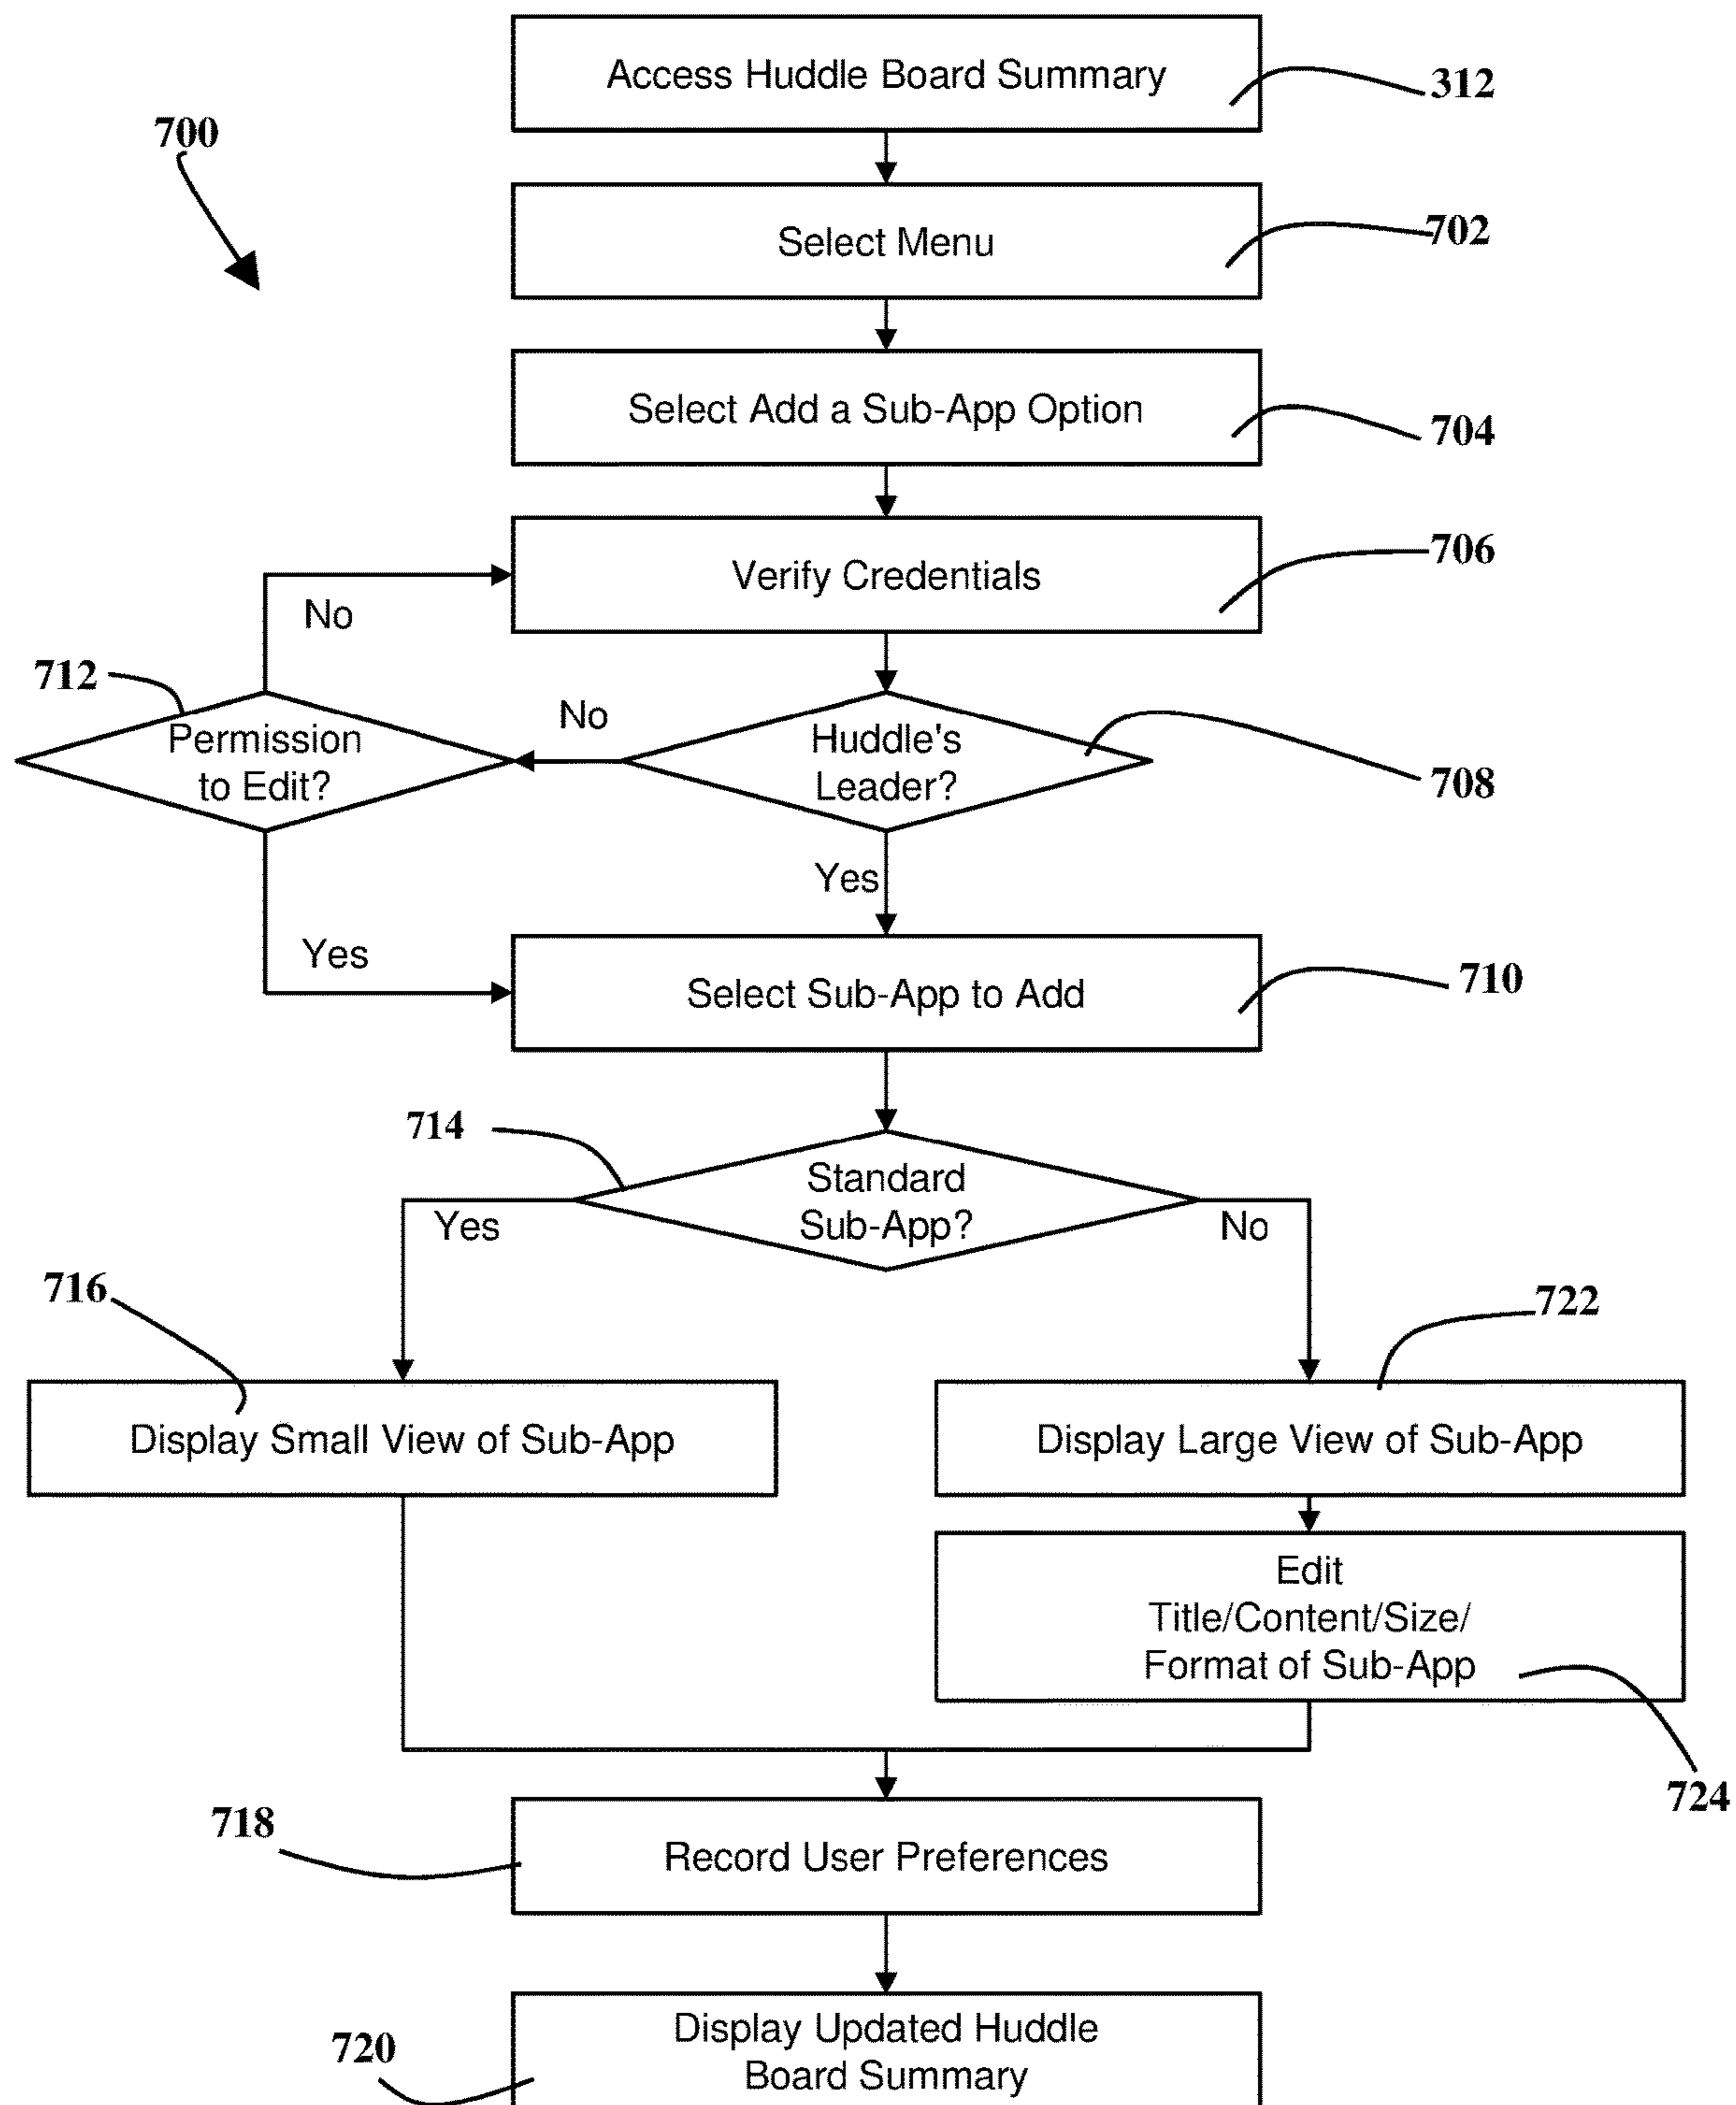 Access Huddle Board Summary
312
700
Select Menu
702
Select Add a Sub-App Option
704
Verify Credentials
706
No
712
Permission
to Edit?
No
Huddle's
Leader?
708
Yes
Yes
Select Sub-App to Add
710
714
Standard
Sub-App?
Yes
No
716
722
Display Small View of Sub-App
Display Large View of Sub-App
Edit
Title/Content/Size/
Format of Sub-App
724
718
Record User Preferences
720
Display Updated Huddle
Board Summary